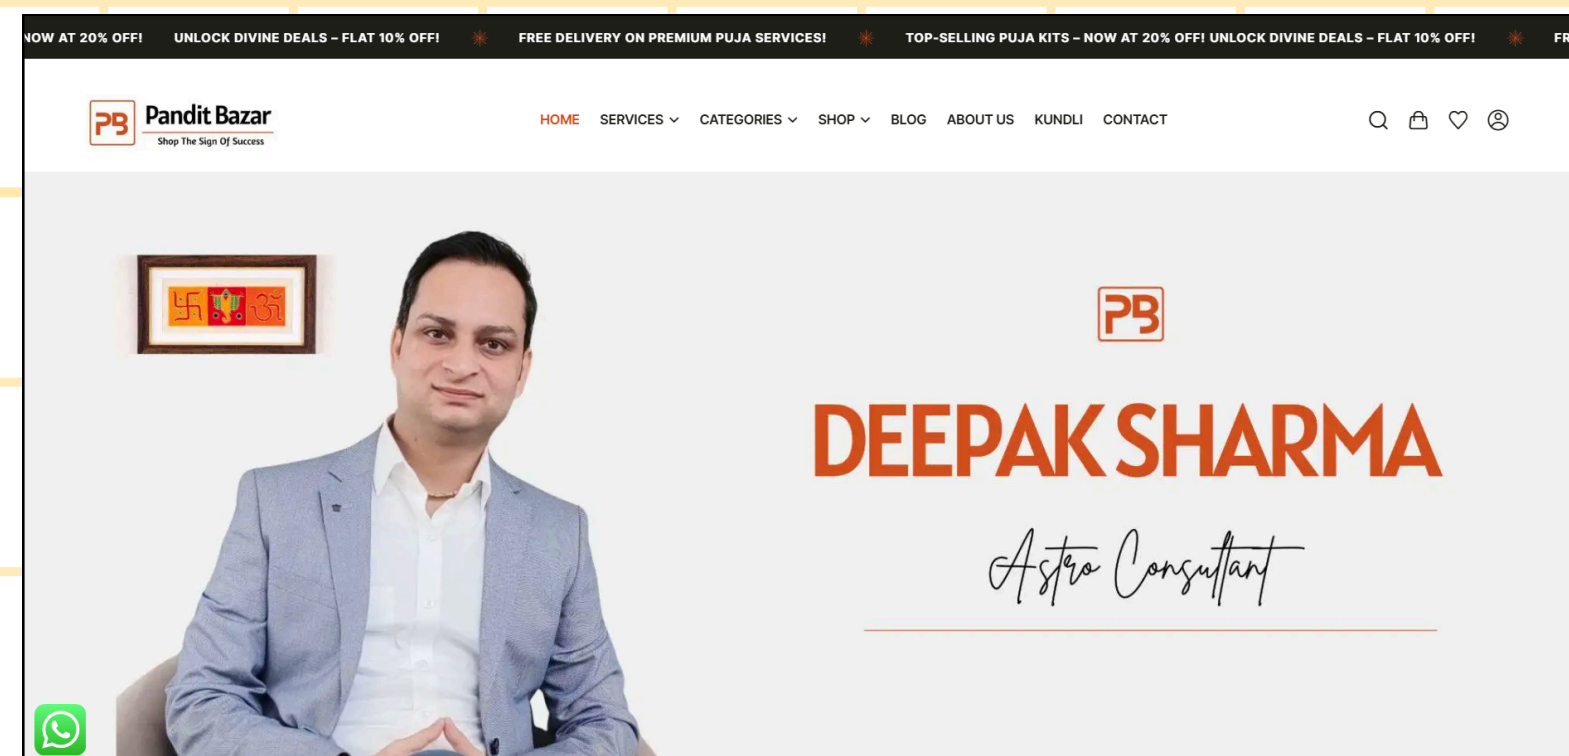 NOW AT 20% OFF! UNLOCK DIVINE DEALS – FLAT 10% OFF! FREE DELIVERY ON PREMIUM PUJA SERVICES! TOP-SELLING PUJA KITS – NOW AT 20% OFF! UNLOCK DIVINE DEALS – FLAT 10% OFF! FR
PB Pandit Bazar
Shop The Sign Of Success
HOME SERVICES CATEGORIES SHOP BLOG ABOUT US KUNDLI CONTACT
ॐ
PB
DEEPAK SHARMA
Astro Consultant